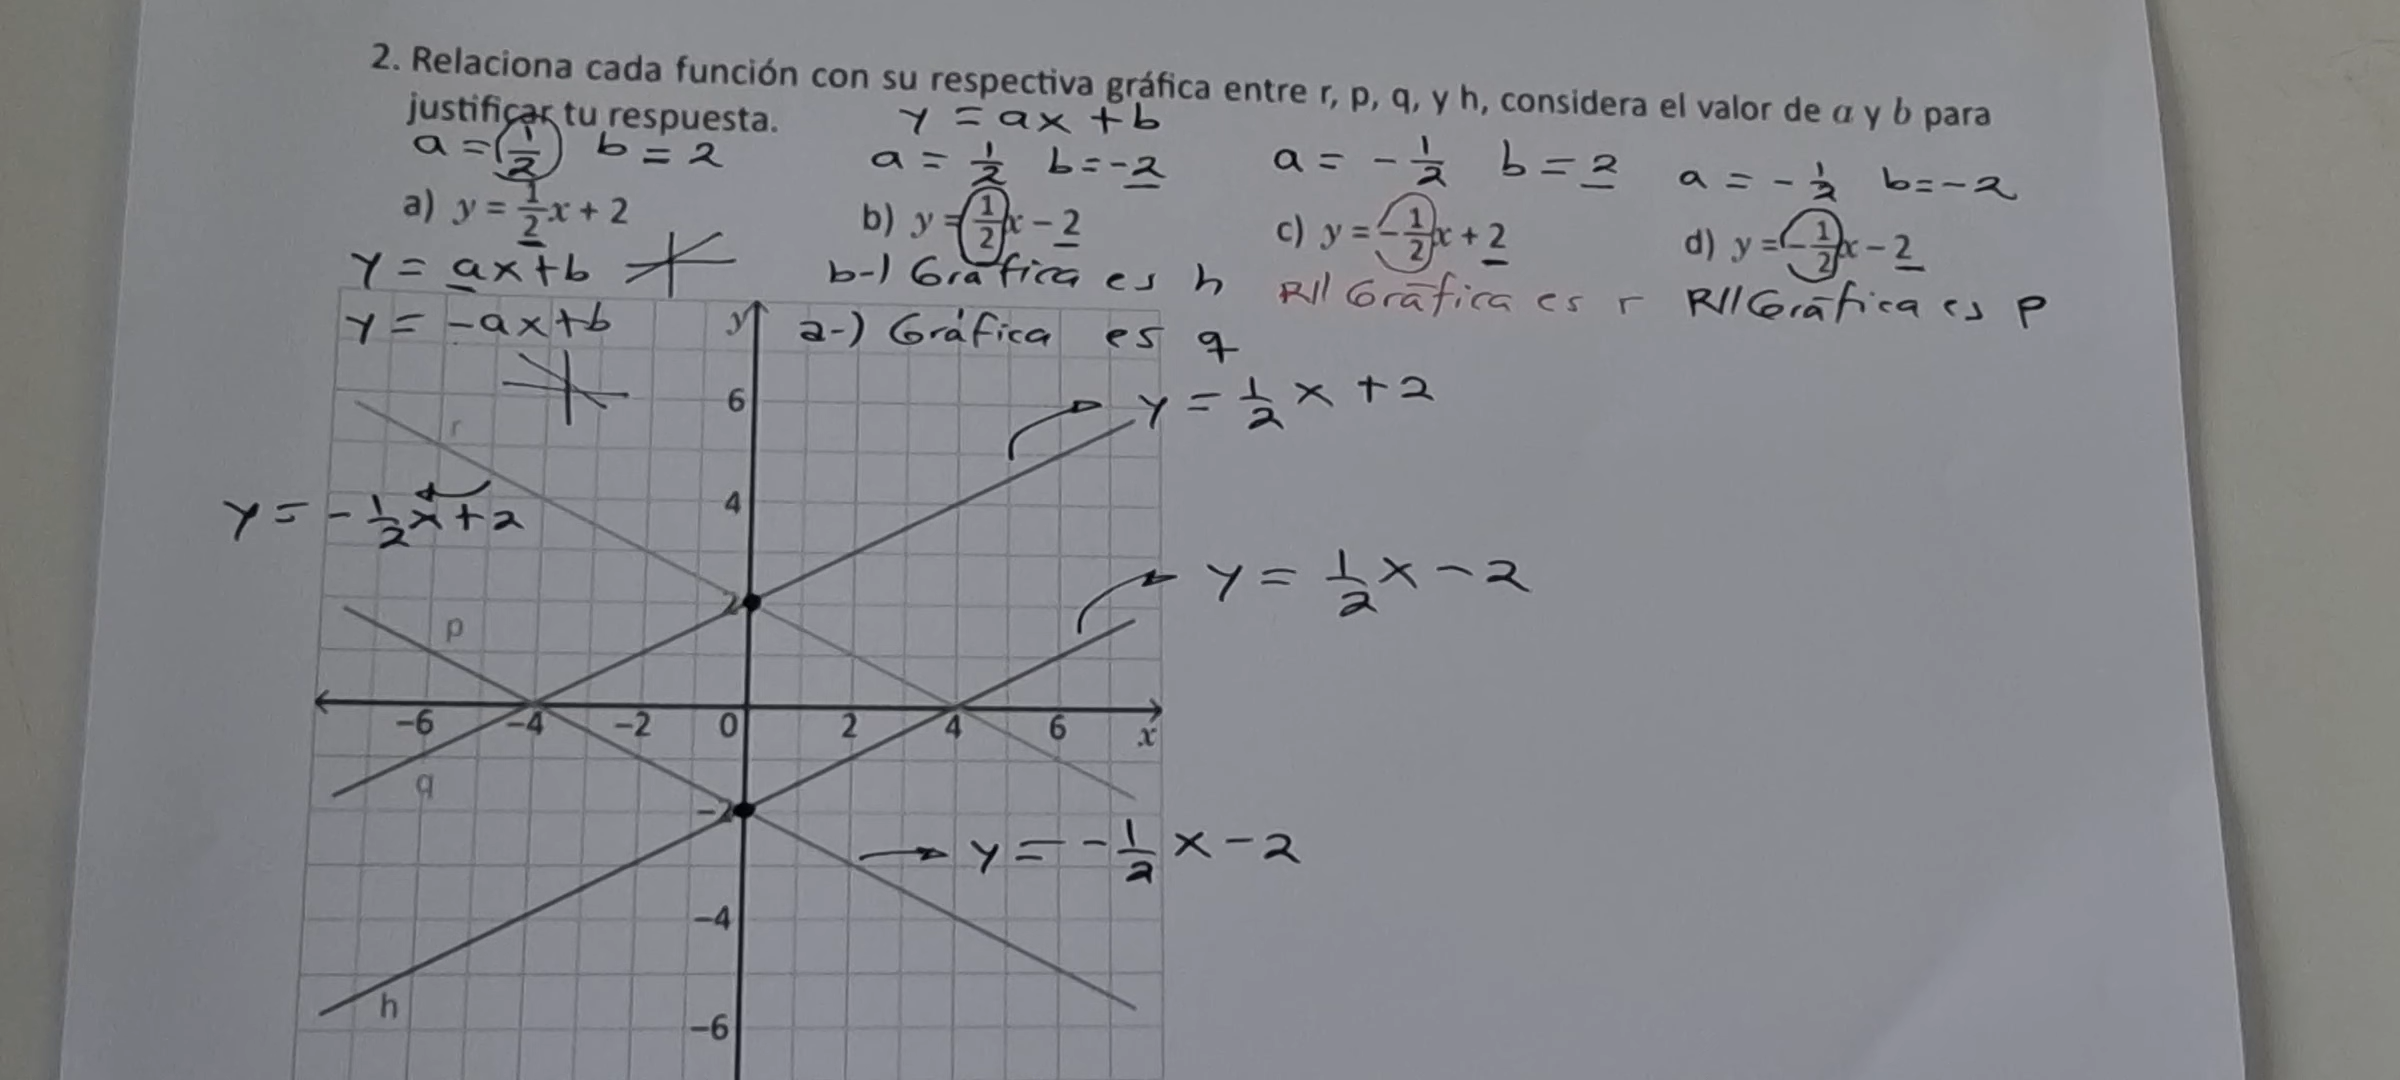 2. Relaciona cada función con su respectiva gráfica entre r, p, q, y h, considera el valor de a y b para
justificar tu respuesta. y = ax + b
a = 1/2 b = 2 a = 1/2 b = -2 a = - 1/2 b = 2 a = - 1/2 b = -2
a) y = 1/2 x + 2 b) y = 1/2 x - 2 c) y = - 1/2 x + 2 d) y = - 1/2 x - 2
y = ax + b b-) Gráfica es h R// Gráfica es r R// Gráfica es p
y = -ax + b y a-) Gráfica es q
6 y = 1/2 x + 2
r
4
y = - 1/2 x + 2
y = 1/2 x - 2
2
p
-6 -4 -2 0 2 4 6 x
q
-2
y = - 1/2 x - 2
-4
h
-6